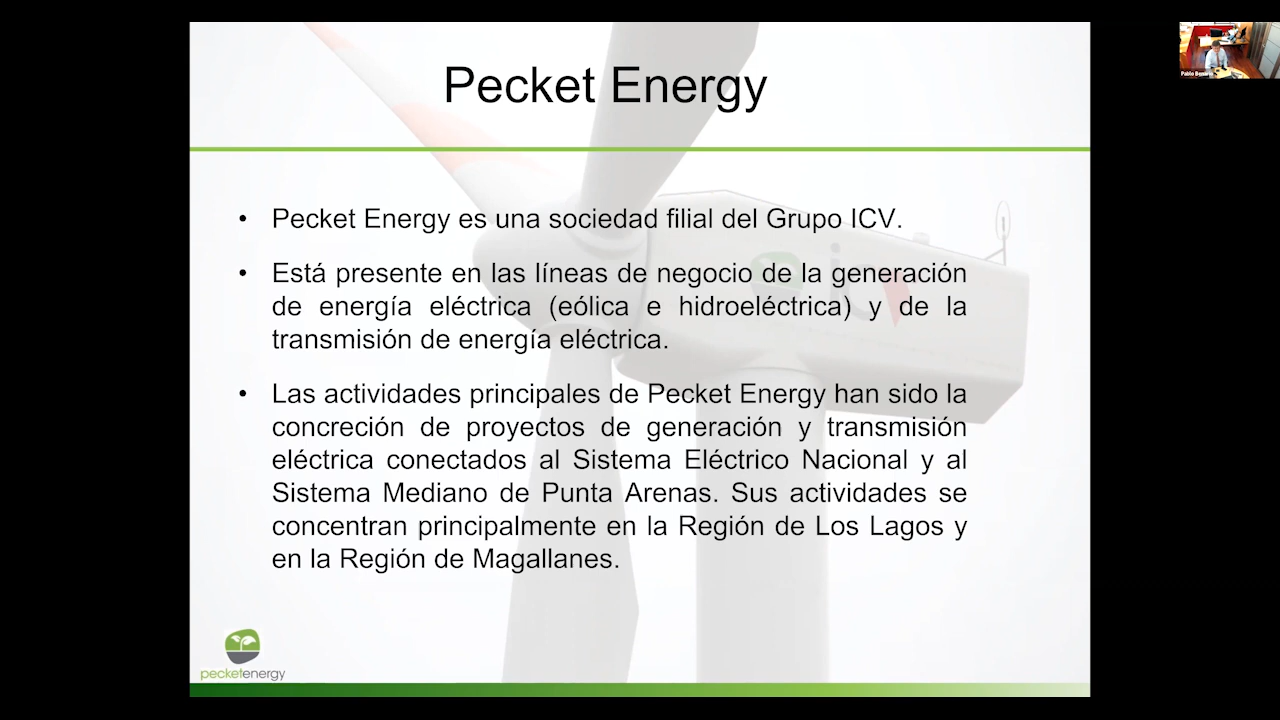 Pecket Energy
• Pecket Energy es una sociedad filial del Grupo ICV.
• Está presente en las líneas de negocio de la generación
de energía eléctrica (eólica e hidroeléctrica) y de la
transmisión de energía eléctrica.
• Las actividades principales de Pecket Energy han sido la
concreción de proyectos de generación y transmisión
eléctrica conectados al Sistema Eléctrico Nacional y al
Sistema Mediano de Punta Arenas. Sus actividades se
concentran principalmente en la Región de Los Lagos y
en la Región de Magallanes.
pecketenergy
Pablo